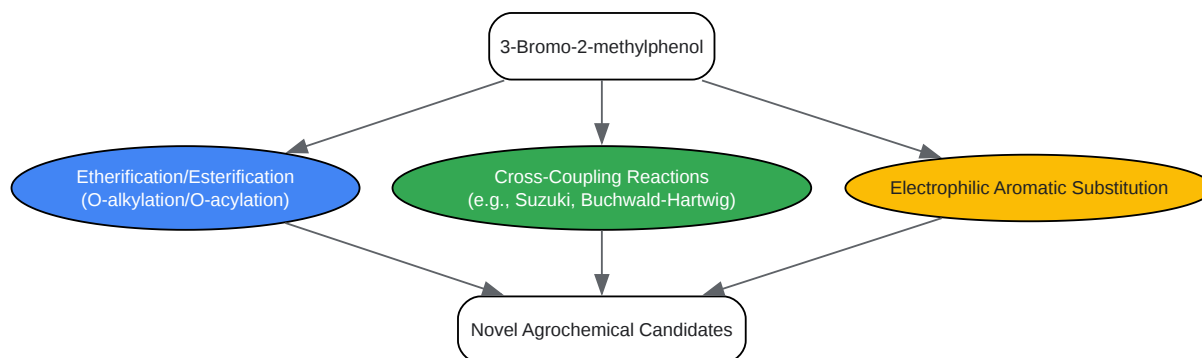 3-Bromo-2-methylphenol
Etherification/Esterification
(O-alkylation/O-acylation)
Cross-Coupling Reactions
(e.g., Suzuki, Buchwald-Hartwig)
Electrophilic Aromatic Substitution
Novel Agrochemical Candidates